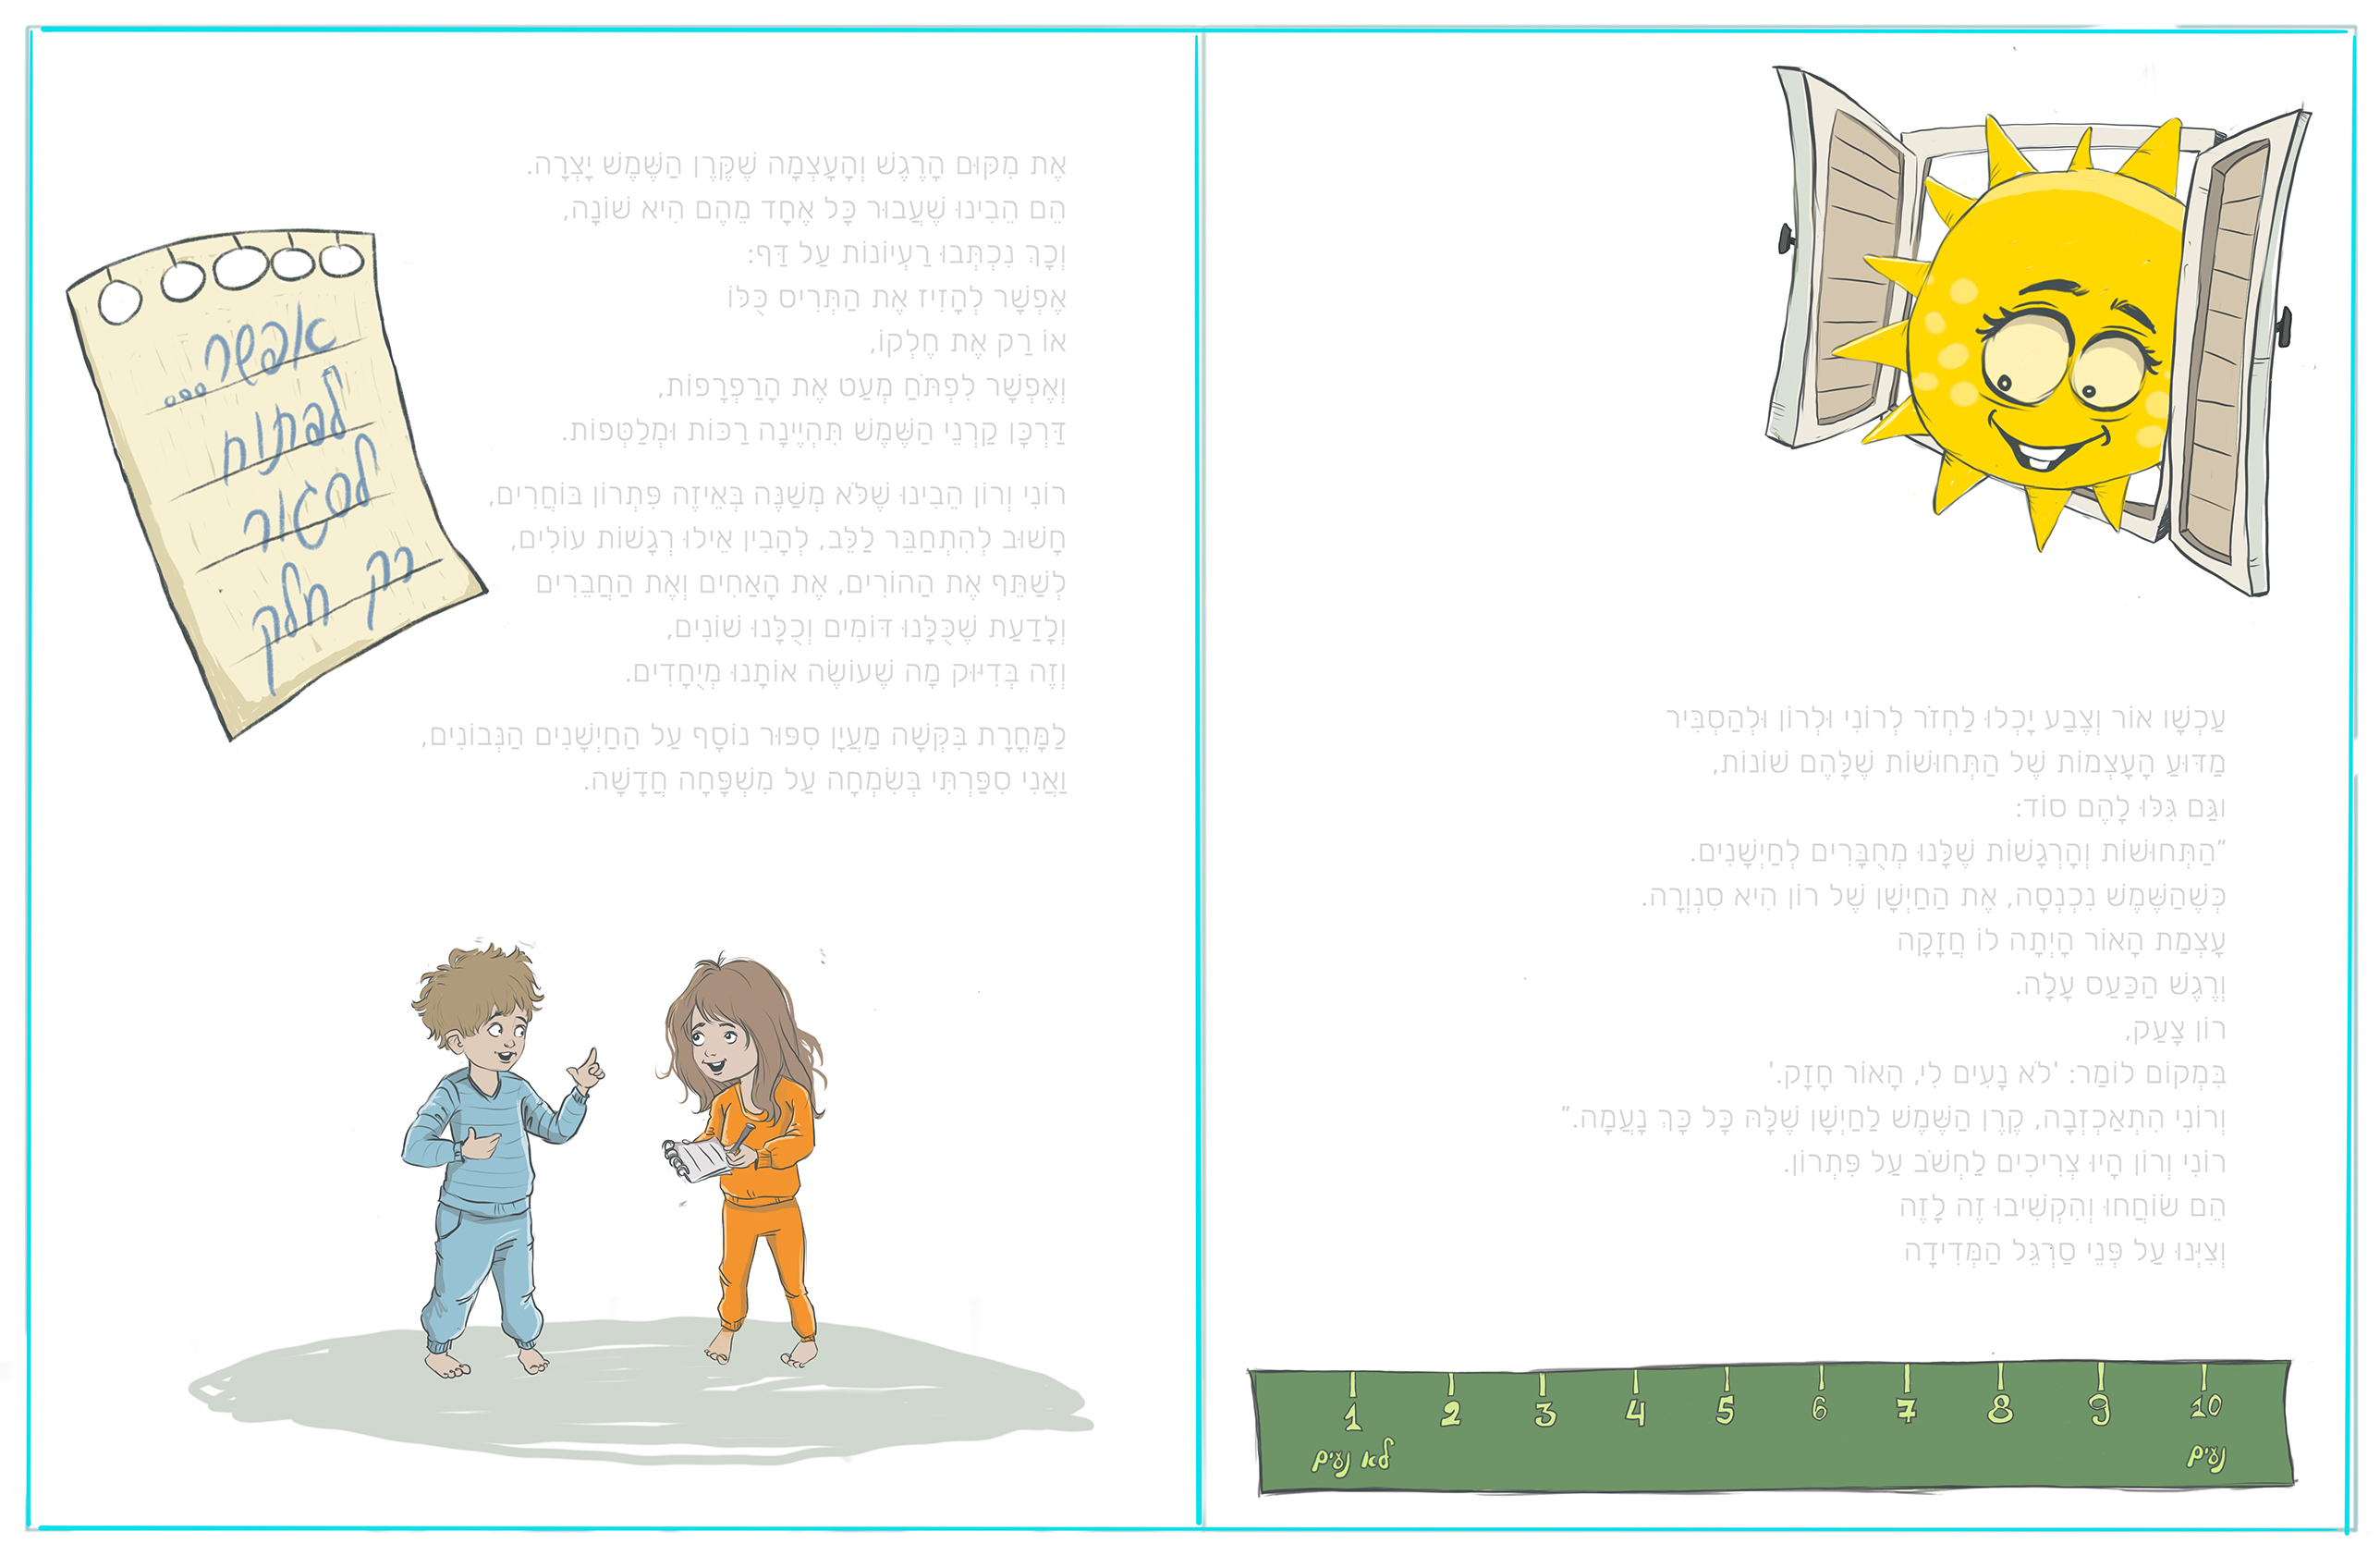 עַכְשָׁו אוֹר וְצֶבַע יָכְלוּ לַחְזֹר לְרוֹנִי וּלְרוֹן וּלְהַסְבִּיר
מַדּוּעַ הָעָצְמוֹת שֶׁל הַתְּחוּשׁוֹת שֶׁלָּהֶם שׁוֹנוֹת,
וְגַם גִּלּוּ לָהֶם סוֹד:
"הַתְּחוּשׁוֹת וְהָרְגָשׁוֹת שֶׁלָּנוּ מְחֻבָּרִים לְחַיְשָׁנִים.
כְּשֶׁהַשֶּׁמֶשׁ נִכְנְסָה, אֶת הַחַיְשָׁן שֶׁל רוֹן הִיא סִנְוְרָה.
עָצְמַת הָאוֹר הָיְתָה לוֹ חֲזָקָה
וְרֶגֶשׁ הַכַּעַס עָלָה.
רוֹן צָעַק,
בִּמְקוֹם לוֹמַר: 'לֹא נָעִים לִי, הָאוֹר חָזָק.'
וְרוֹנִי הִתְאַכְזְבָה, קֶרֶן הַשֶּׁמֶשׁ לַחַיְשָׁן שֶׁלָּהּ כָּל כָּךְ נָעֲמָה."
רוֹנִי וְרוֹן הָיוּ צְרִיכִים לַחְשֹׁב עַל פִּתְרוֹן.
הֵם שׂוֹחֲחוּ וְהִקְשִׁיבוּ זֶה לָזֶה
וְצִיְּנוּ עַל פְּנֵי סַרְגֵּל הַמְּדִידָה
1 2 3 4 5 6 7 8 9 10
לא נעים
נעים
אֶת מִקּוּם הָרֶגֶשׁ וְהָעָצְמָה שֶׁקֶּרֶן הַשֶּׁמֶשׁ יָצְרָה.
הֵם הֵבִינוּ שֶׁעֲבוּר כָּל אֶחָד מֵהֶם הִיא שׁוֹנָה,
וְכָךְ נִכְתְּבוּ רַעְיוֹנוֹת עַל דַּף:
אֶפְשָׁר לְהָזִיז אֶת הַתְּרִיס כֻּלּוֹ
אוֹ רַק אֶת חֶלְקוֹ,
וְאֶפְשָׁר לִפְתֹּחַ מְעַט אֶת הָרַפְרָפוֹת,
דַּרְכָּן קַרְנֵי הַשֶּׁמֶשׁ תִּהְיֶינָה רַכּוֹת וּמְלַטְּפוֹת.
רוֹנִי וְרוֹן הֵבִינוּ שֶׁלֹּא מְשַׁנֶּה בְּאֵיזֶה פִּתְרוֹן בּוֹחֲרִים,
חָשׁוּב לְהִתְחַבֵּר לַלֵּב, לְהָבִין אֵילוּ רְגָשׁוֹת עוֹלִים,
לְשַׁתֵּף אֶת הַהוֹרִים, אֶת הָאַחִים וְאֶת הַחֲבֵרִים
וְלָדַעַת שֶׁכֻּלָּנוּ דּוֹמִים וְכֻלָּנוּ שׁוֹנִים,
וְזֶה בְּדִיּוּק מָה שֶׁעוֹשֶׂה אוֹתָנוּ מְיֻחָדִים.
לַמָּחֳרָת בִּקְּשָׁה מַעֲיָן סִפּוּר נוֹסָף עַל הַחַיְשָׁנִים הַנְּבוֹנִים,
וַאֲנִי סִפַּרְתִּי בְּשִׂמְחָה עַל מִשְׁפָּחָה חֲדָשָׁה.
אפשר...
לפתוח
לסגור
רק חלק